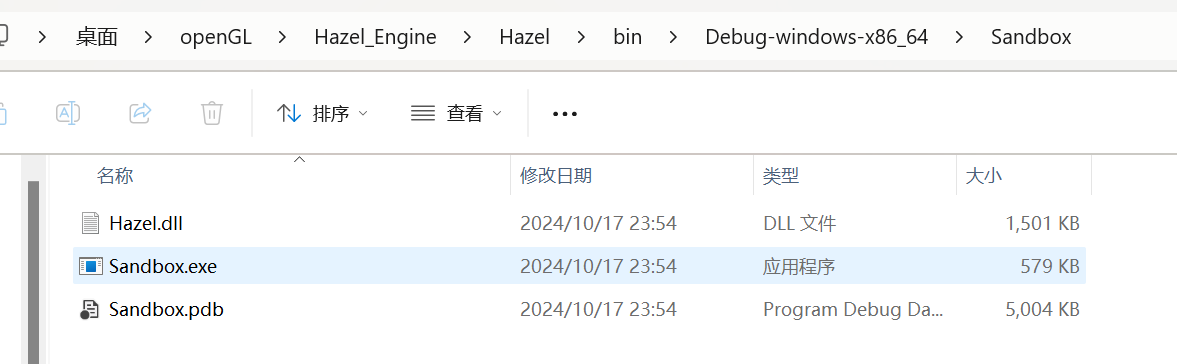 桌面 > openGL > Hazel_Engine > Hazel > bin > Debug-windows-x86_64 > Sandbox
排序 查看 •••
名称 修改日期 类型 大小
Hazel.dll 2024/10/17 23:54 DLL 文件 1,501 KB
Sandbox.exe 2024/10/17 23:54 应用程序 579 KB
Sandbox.pdb 2024/10/17 23:54 Program Debug Da... 5,004 KB